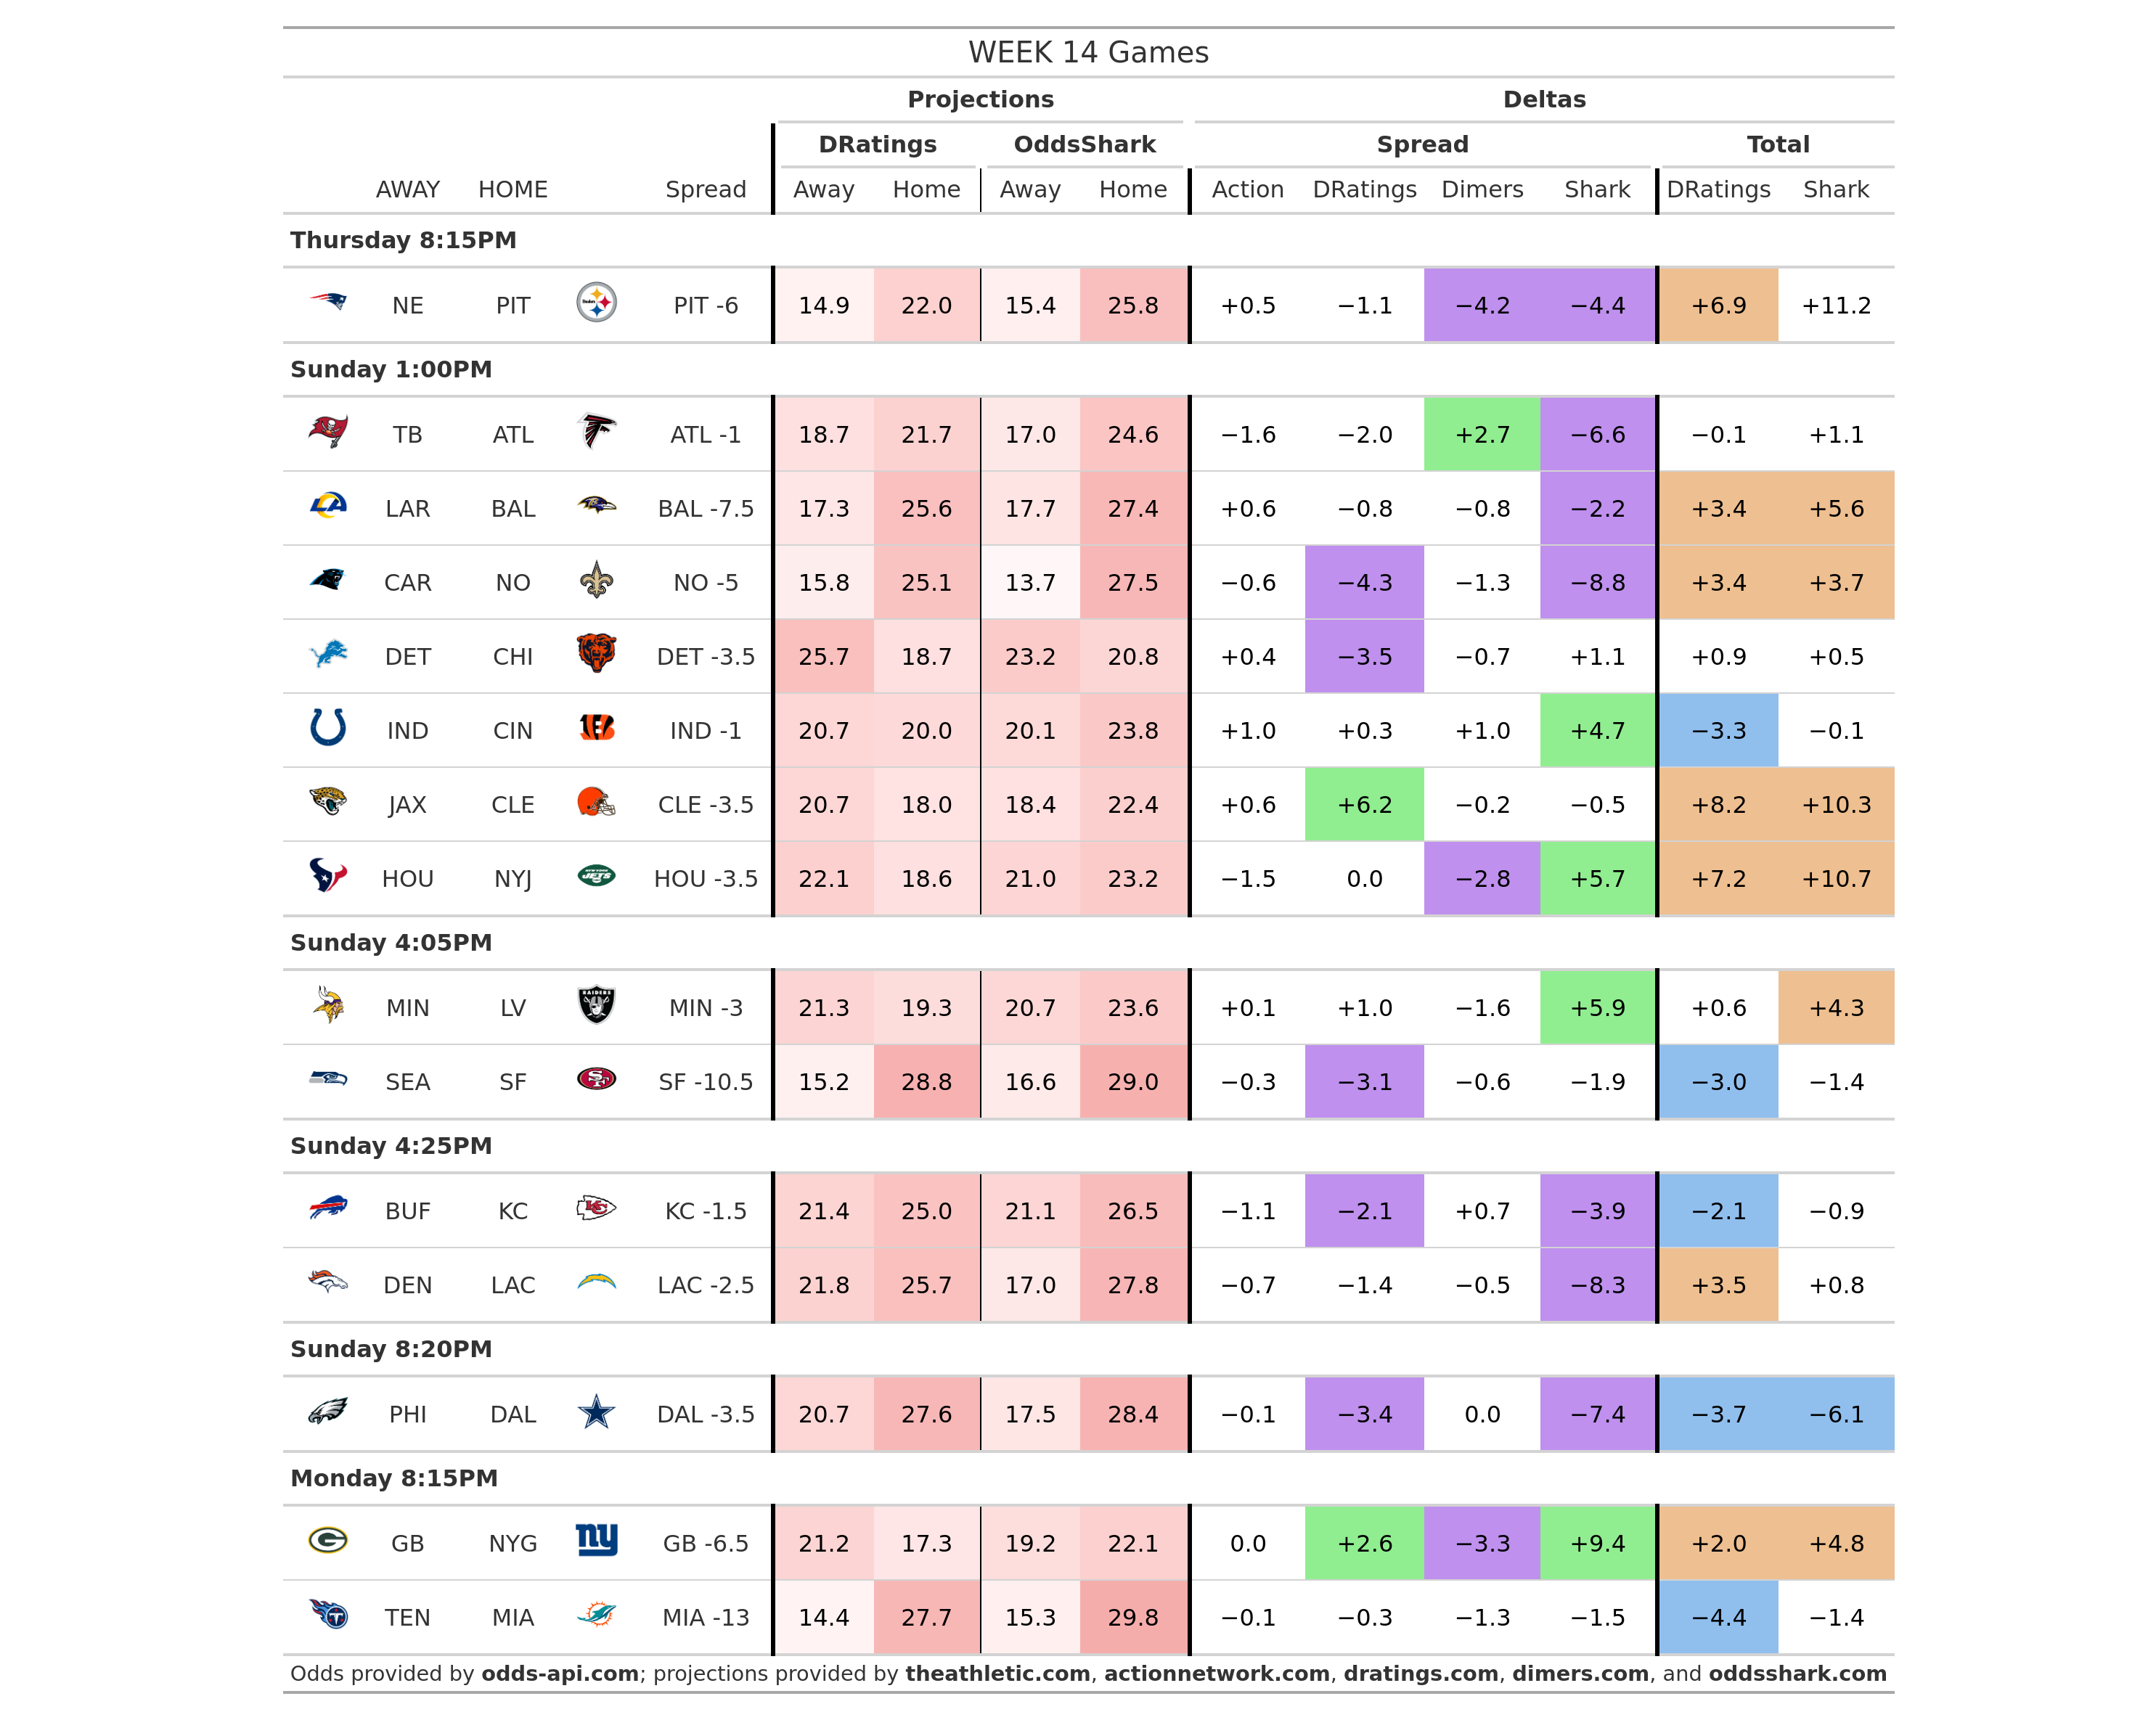 WEEK 14 Games
Projections Deltas
DRatings OddsShark Spread Total
AWAY HOME Spread Away Home Away Home Action DRatings Dimers Shark DRatings Shark
Thursday 8:15PM
NE PIT PIT -6 14.9 22.0 15.4 25.8 +0.5 −1.1 −4.2 −4.4 +6.9 +11.2
Sunday 1:00PM
TB ATL ATL -1 18.7 21.7 17.0 24.6 −1.6 −2.0 +2.7 −6.6 −0.1 +1.1
LAR BAL BAL -7.5 17.3 25.6 17.7 27.4 +0.6 −0.8 −0.8 −2.2 +3.4 +5.6
CAR NO NO -5 15.8 25.1 13.7 27.5 −0.6 −4.3 −1.3 −8.8 +3.4 +3.7
DET CHI DET -3.5 25.7 18.7 23.2 20.8 +0.4 −3.5 −0.7 +1.1 +0.9 +0.5
IND CIN IND -1 20.7 20.0 20.1 23.8 +1.0 +0.3 +1.0 +4.7 −3.3 −0.1
JAX CLE CLE -3.5 20.7 18.0 18.4 22.4 +0.6 +6.2 −0.2 −0.5 +8.2 +10.3
HOU NYJ HOU -3.5 22.1 18.6 21.0 23.2 −1.5 0.0 −2.8 +5.7 +7.2 +10.7
Sunday 4:05PM
MIN LV MIN -3 21.3 19.3 20.7 23.6 +0.1 +1.0 −1.6 +5.9 +0.6 +4.3
SEA SF SF -10.5 15.2 28.8 16.6 29.0 −0.3 −3.1 −0.6 −1.9 −3.0 −1.4
Sunday 4:25PM
BUF KC KC -1.5 21.4 25.0 21.1 26.5 −1.1 −2.1 +0.7 −3.9 −2.1 −0.9
DEN LAC LAC -2.5 21.8 25.7 17.0 27.8 −0.7 −1.4 −0.5 −8.3 +3.5 +0.8
Sunday 8:20PM
PHI DAL DAL -3.5 20.7 27.6 17.5 28.4 −0.1 −3.4 0.0 −7.4 −3.7 −6.1
Monday 8:15PM
GB NYG GB -6.5 21.2 17.3 19.2 22.1 0.0 +2.6 −3.3 +9.4 +2.0 +4.8
TEN MIA MIA -13 14.4 27.7 15.3 29.8 −0.1 −0.3 −1.3 −1.5 −4.4 −1.4
Odds provided by odds-api.com; projections provided by theathletic.com, actionnetwork.com, dratings.com, dimers.com, and oddsshark.com